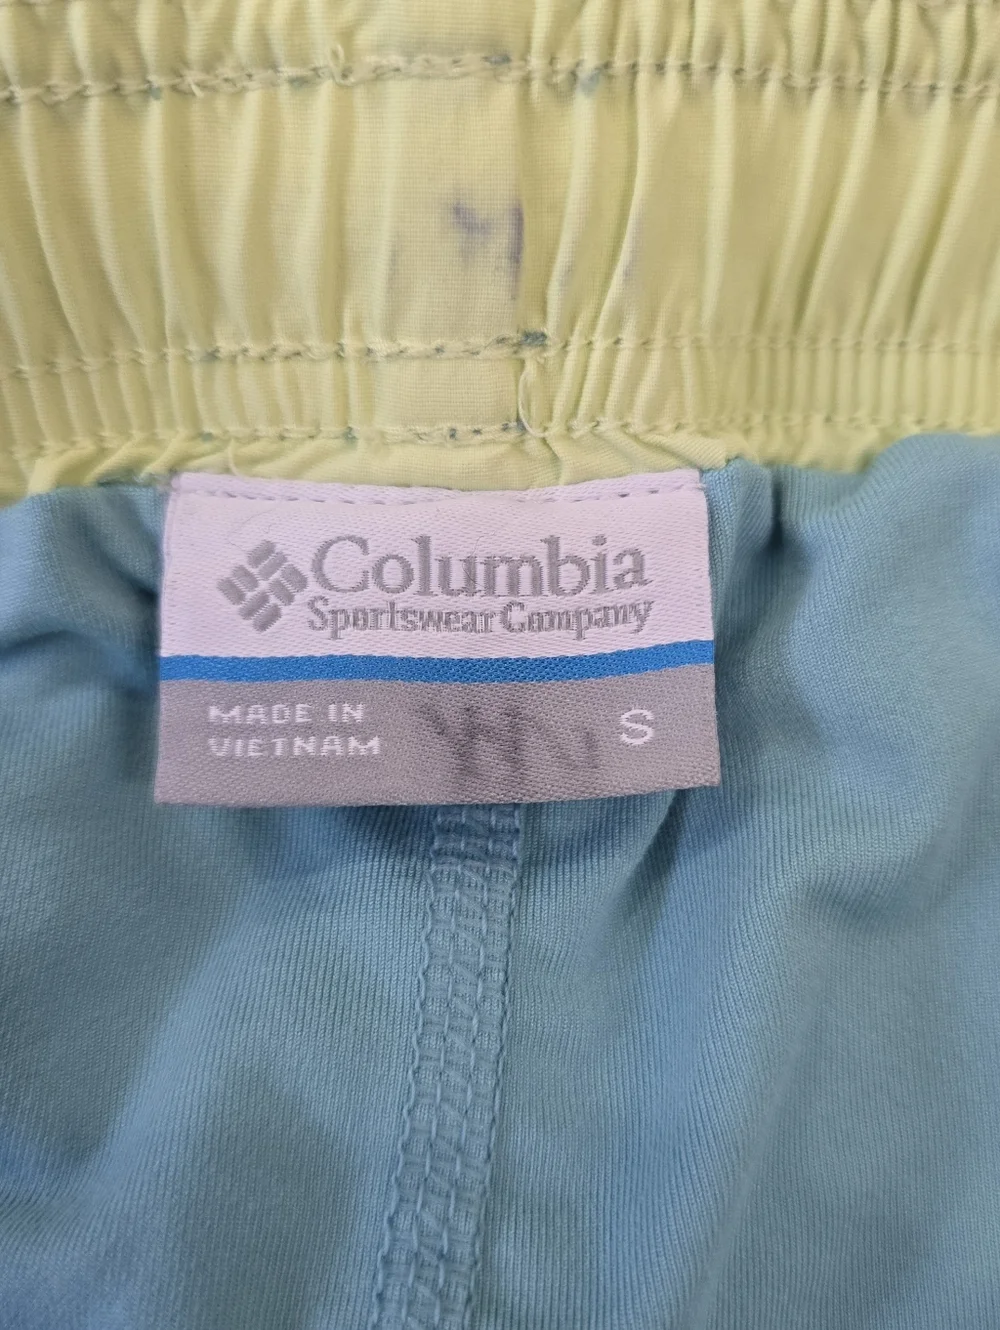 Columbia
Sportswear Company
MADE IN
VIETNAM
S